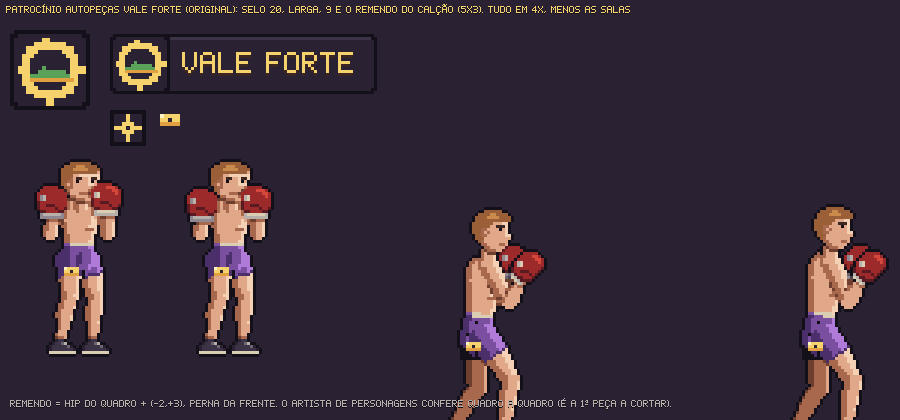 PATROCÍNIO AUTOPEÇAS VALE FORTE (ORIGINAL): SELO 20, LARGA, 9 E O REMENDO DO CALÇÃO (5X3). TUDO EM 4X, MENOS AS SALAS
VALE FORTE
REMENDO = HIP DO QUADRO + (-2,+3), PERNA DA FRENTE. O ARTISTA DE PERSONAGENS CONFERE QUADRO A QUADRO (É A 1ª PEÇA A CORTAR).